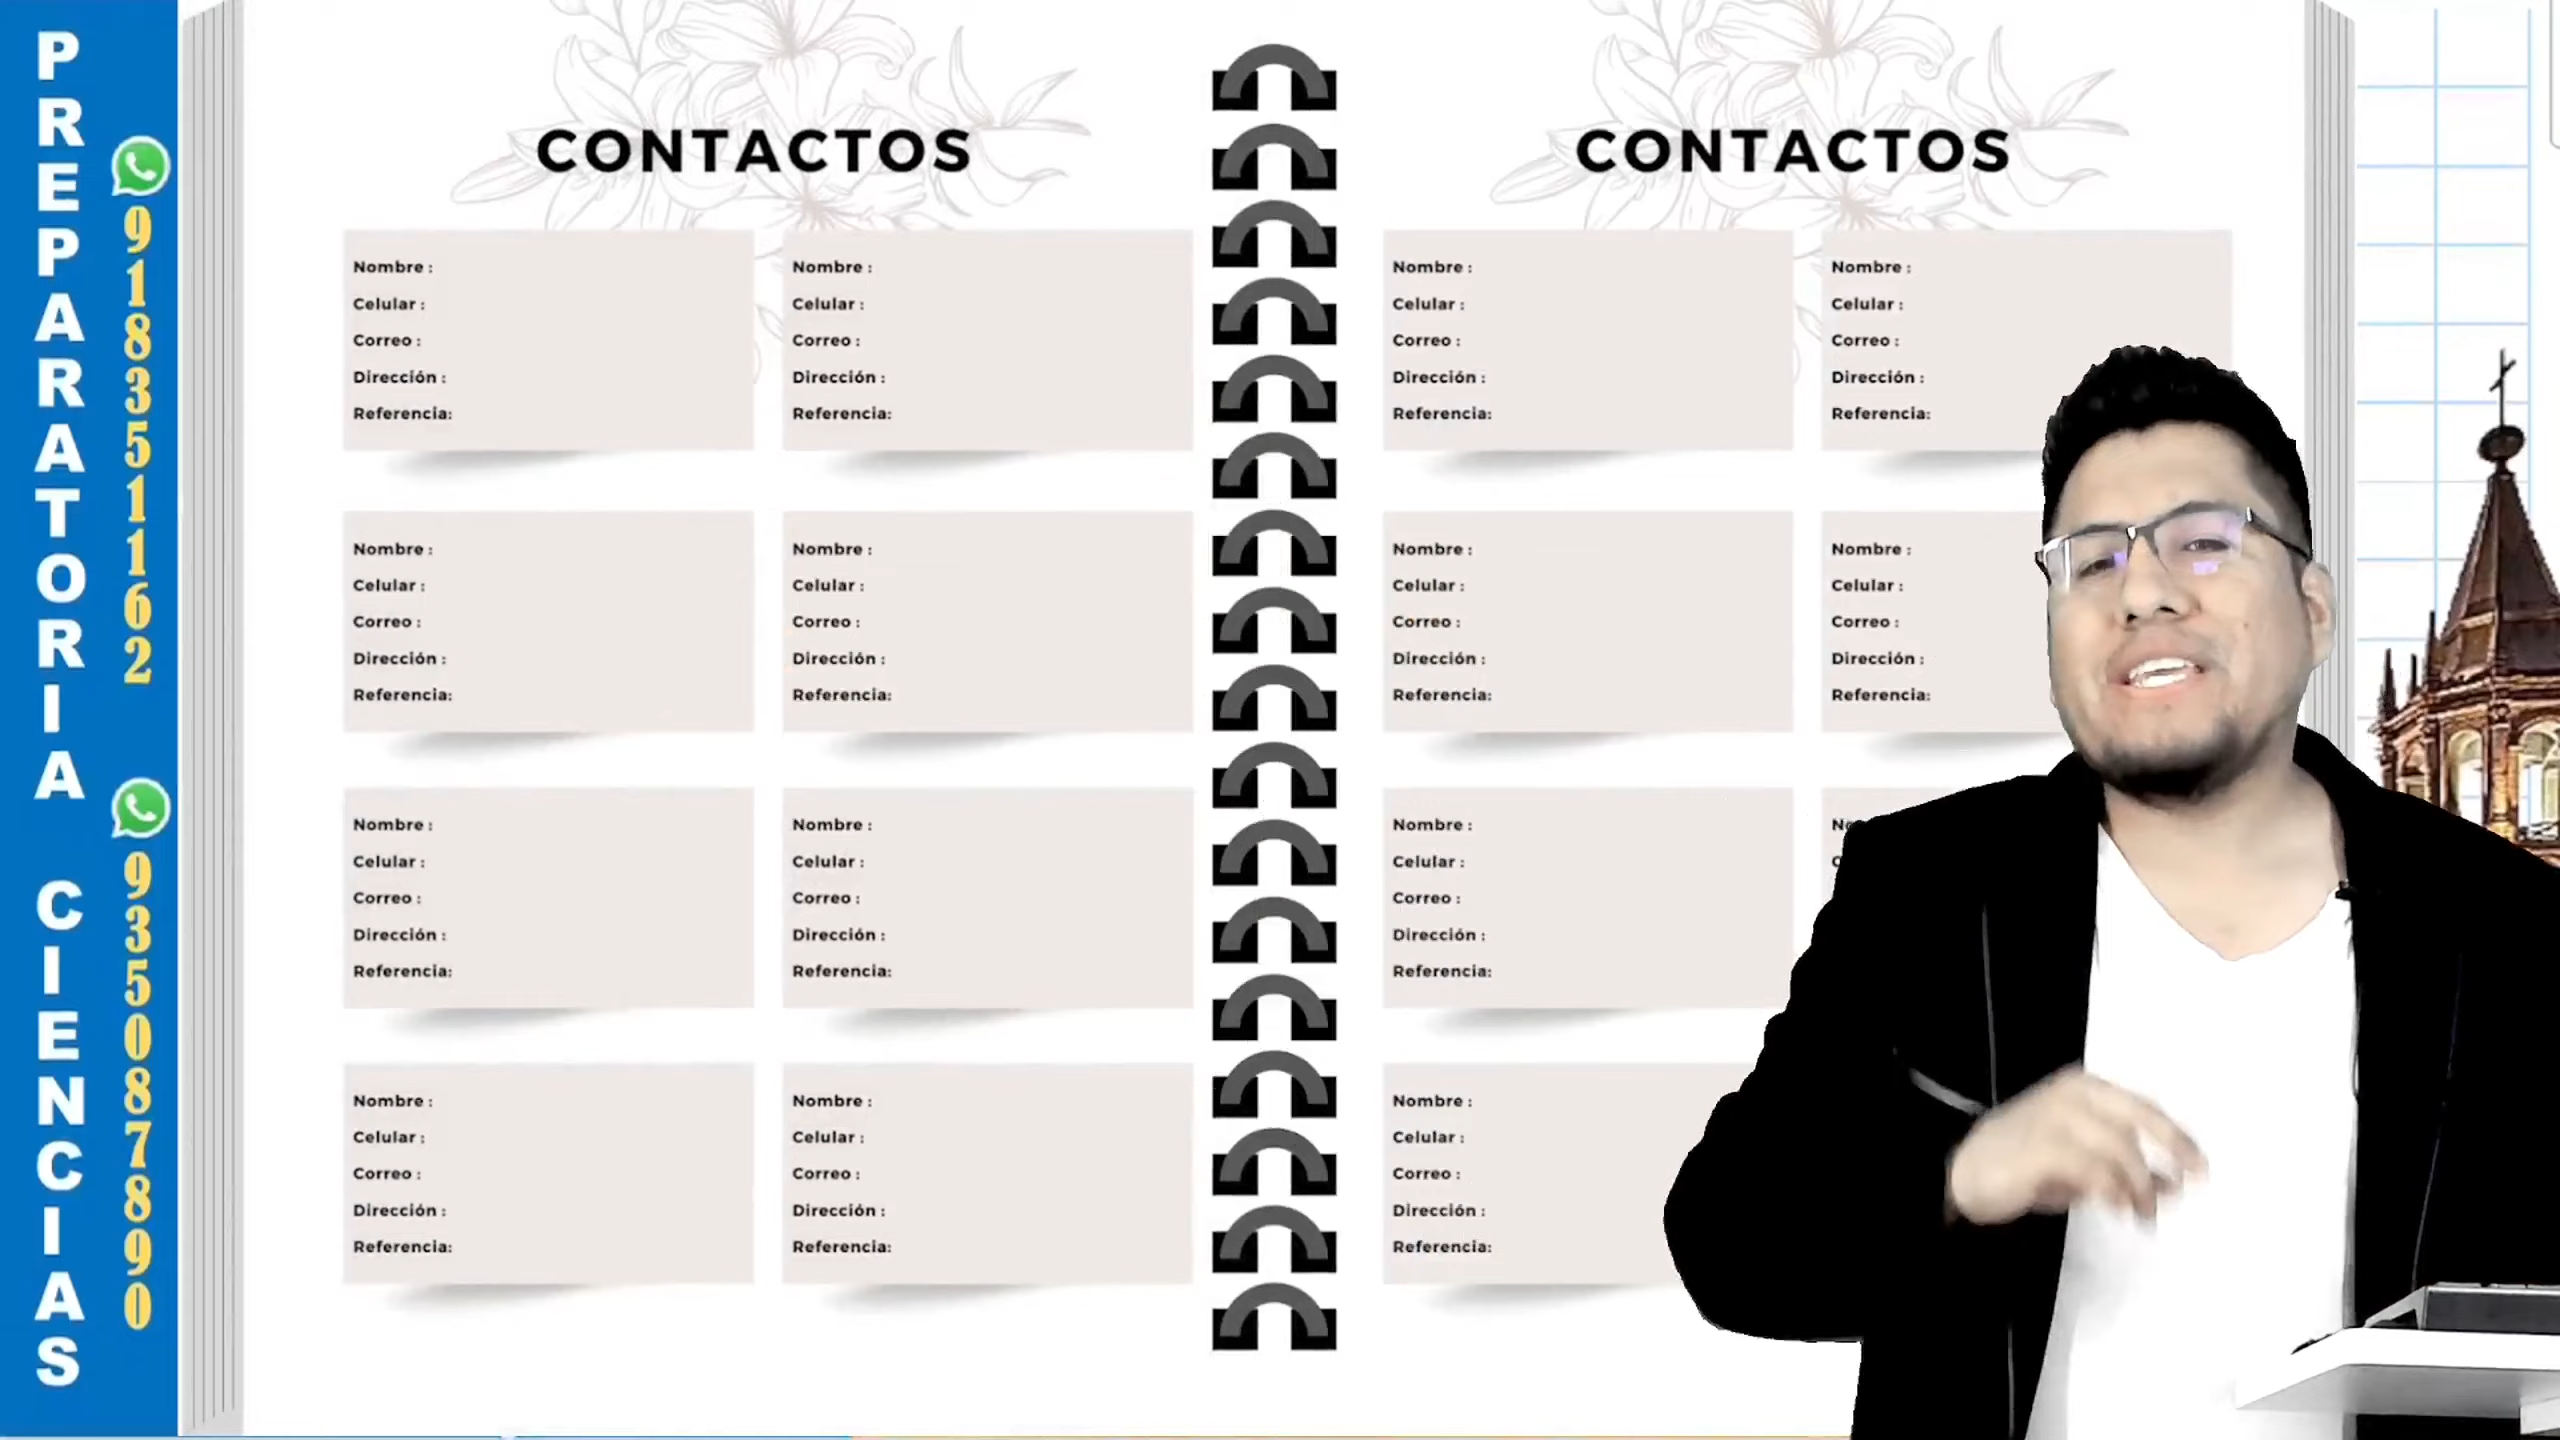 PREPARATORIA CIENCIAS
918351162
935087890
CONTACTOS
Nombre :
Celular :
Correo :
Dirección :
Referencia:
Nombre :
Celular :
Correo :
Dirección :
Referencia:
Nombre :
Celular :
Correo :
Dirección :
Referencia:
Nombre :
Celular :
Correo :
Dirección :
Referencia:
Nombre :
Celular :
Correo :
Dirección :
Referencia:
Nombre :
Celular :
Correo :
Dirección :
Referencia:
Nombre :
Celular :
Correo :
Dirección :
Referencia:
Nombre :
Celular :
Correo :
Dirección :
Referencia:
CONTACTOS
Nombre :
Celular :
Correo :
Dirección :
Referencia:
Nombre :
Celular :
Correo :
Dirección :
Referencia:
Nombre :
Celular :
Correo :
Dirección :
Referencia:
Nombre :
Celular :
Correo :
Dirección :
Referencia:
Nombre :
Celular :
Correo :
Dirección :
Referencia:
Nombre :
Celular :
Correo :
Dirección :
Referencia: